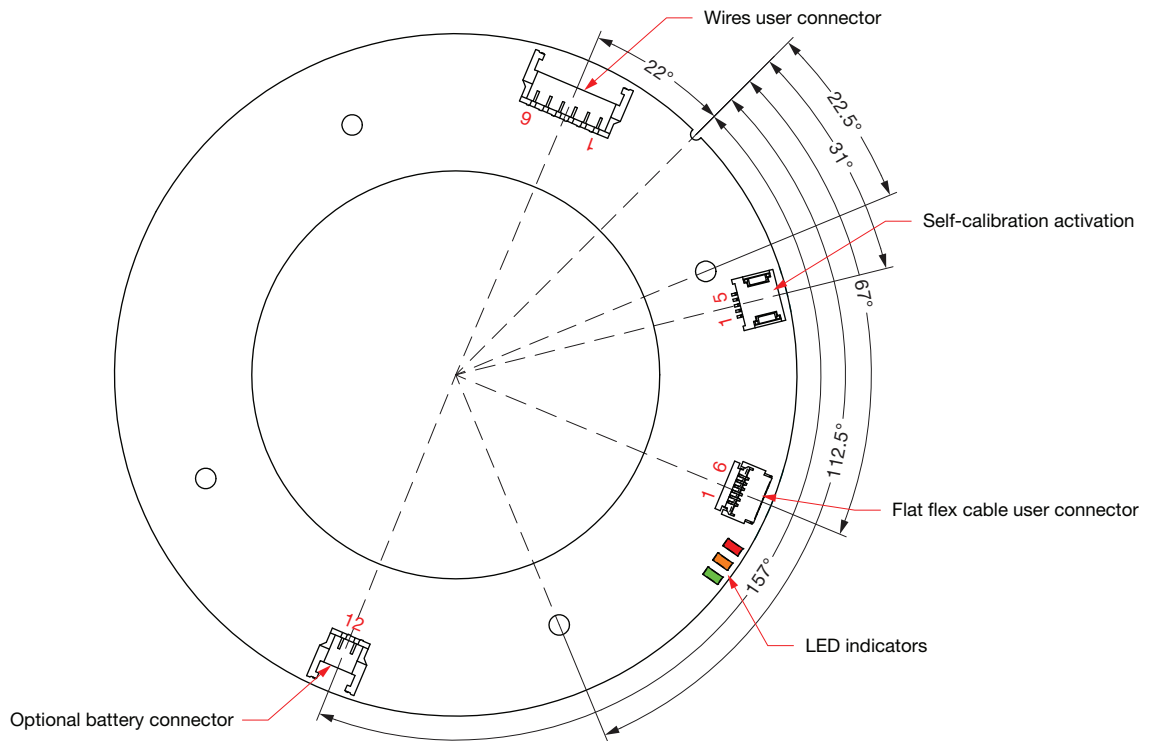 Wires user connector
22°
22.5°
6
1
31°
Self-calibration activation
67°
5
1
112.5°
6
1
Flat flex cable user connector
157°
12
LED indicators
Optional battery connector